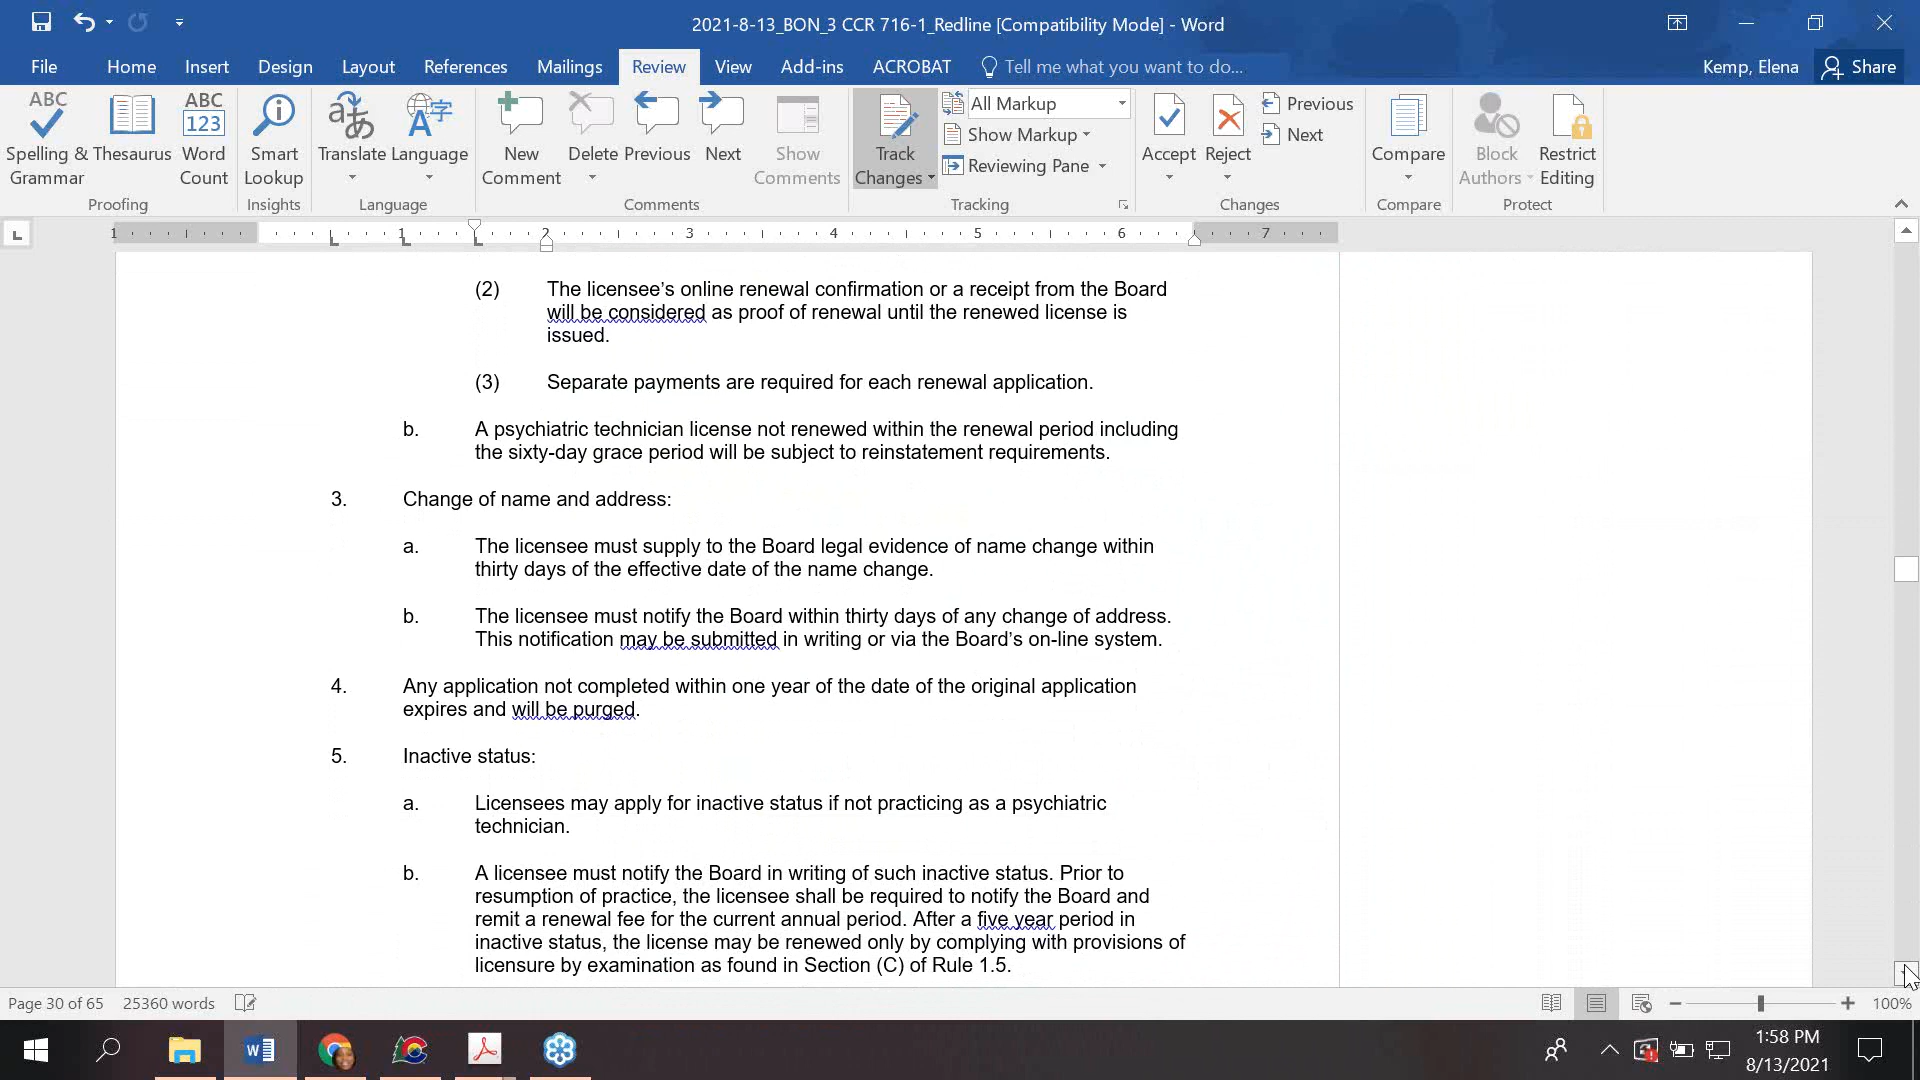 2021-8-13_BON_3 CCR 716-1_Redline [Compatibility Mode] - Word
File Home Insert Design Layout References Mailings Review View Add-ins ACROBAT Tell me what you want to do... Kemp, Elena Share
ABC
Spelling &
Grammar
Thesaurus
ABC
123
Word
Count
Proofing
Smart
Lookup
Insights
Translate
Language
Language
New
Comment
Delete
Previous
Next
Show
Comments
Comments
Track
Changes
All Markup
Show Markup
Reviewing Pane
Tracking
Accept
Reject
Previous
Next
Changes
Compare
Compare
Block
Authors
Restrict
Editing
Protect
1 1 2 3 4 5 6 7
(2) The licensee's online renewal confirmation or a receipt from the Board
will be considered as proof of renewal until the renewed license is
issued.
(3) Separate payments are required for each renewal application.
b. A psychiatric technician license not renewed within the renewal period including
the sixty-day grace period will be subject to reinstatement requirements.
3. Change of name and address:
a. The licensee must supply to the Board legal evidence of name change within
thirty days of the effective date of the name change.
b. The licensee must notify the Board within thirty days of any change of address.
This notification may be submitted in writing or via the Board's on-line system.
4. Any application not completed within one year of the date of the original application
expires and will be purged.
5. Inactive status:
a. Licensees may apply for inactive status if not practicing as a psychiatric
technician.
b. A licensee must notify the Board in writing of such inactive status. Prior to
resumption of practice, the licensee shall be required to notify the Board and
remit a renewal fee for the current annual period. After a five year period in
inactive status, the license may be renewed only by complying with provisions of
licensure by examination as found in Section (C) of Rule 1.5.
Page 30 of 65 25360 words 100%
1:58 PM
8/13/2021